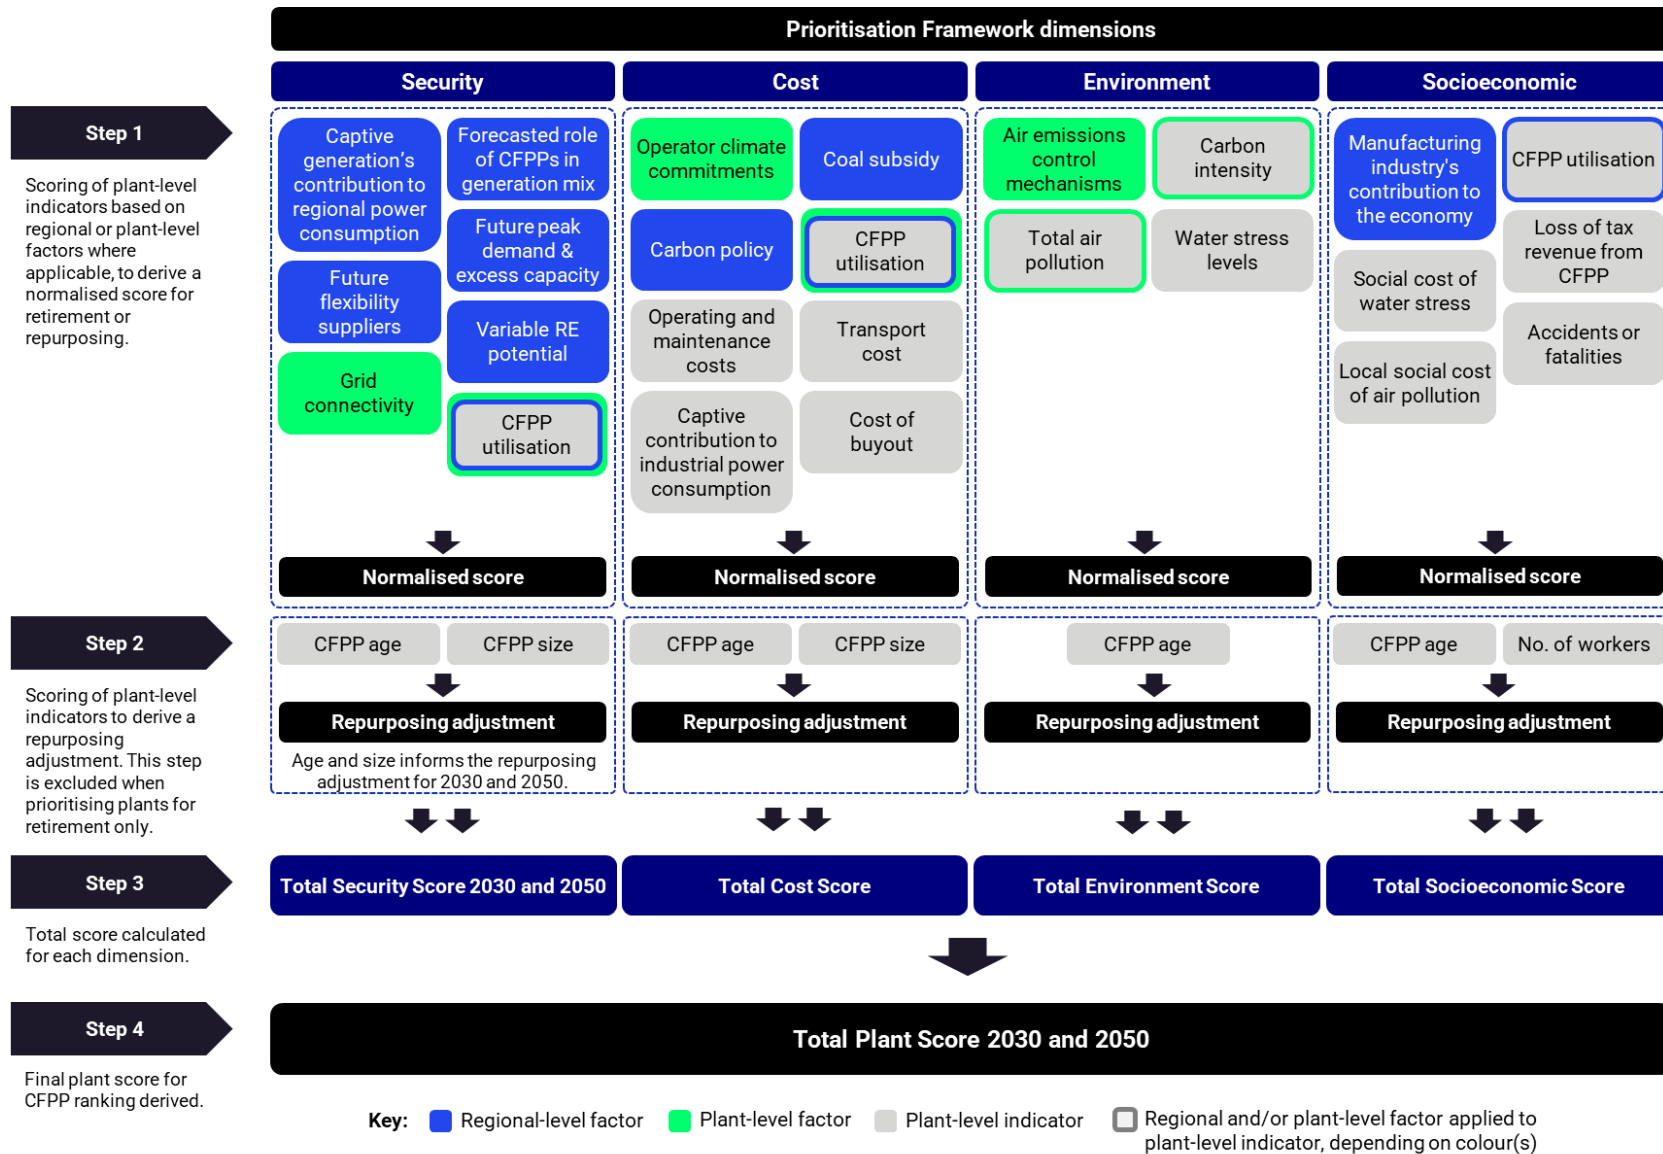 Prioritisation Framework dimensions
Security
Cost
Environment
Socioeconomic
Step 1
Scoring of plant-level
indicators based on
regional or plant-level
factors where
applicable, to derive a
normalised score for
retirement or
repurposing.
Captive
generation's
contribution to
regional power
consumption
Forecasted role
of CFPPs in
generation mix
Future peak
demand &
excess capacity
Future
flexibility
suppliers
Variable RE
potential
Grid
connectivity
CFPP
utilisation
Normalised score
Operator climate
commitments
Coal subsidy
Carbon policy
CFPP
utilisation
Operating and
maintenance
costs
Transport
cost
Captive
contribution to
industrial power
consumption
Cost of
buyout
Normalised score
Air emissions
control
mechanisms
Carbon
intensity
Total air
pollution
Water stress
levels
Normalised score
Manufacturing
industry's
contribution to
the economy
CFPP utilisation
Loss of tax
revenue from
CFPP
Social cost of
water stress
Accidents or
fatalities
Local social cost
of air pollution
Normalised score
Step 2
Scoring of plant-level
indicators to derive a
repurposing
adjustment. This step
is excluded when
prioritising plants for
retirement only.
CFPP age
CFPP size
Repurposing adjustment
Age and size informs the repurposing
adjustment for 2030 and 2050.
CFPP age
CFPP size
Repurposing adjustment
CFPP age
Repurposing adjustment
CFPP age
No. of workers
Repurposing adjustment
Step 3
Total score calculated
for each dimension.
Total Security Score 2030 and 2050
Total Cost Score
Total Environment Score
Total Socioeconomic Score
Step 4
Final plant score for
CFPP ranking derived.
Total Plant Score 2030 and 2050
Key:
Regional-level factor
Plant-level factor
Plant-level indicator
Regional and/or plant-level factor applied to
plant-level indicator, depending on colour(s)